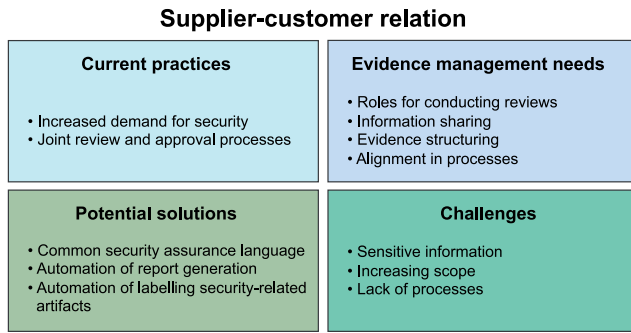 Supplier-customer relation
Current practices
• Increased demand for security
• Joint review and approval processes
Evidence management needs
• Roles for conducting reviews
• Information sharing
• Evidence structuring
• Alignment in processes
Potential solutions
• Common security assurance language
• Automation of report generation
• Automation of labelling security-related
artifacts
Challenges
• Sensitive information
• Increasing scope
• Lack of processes